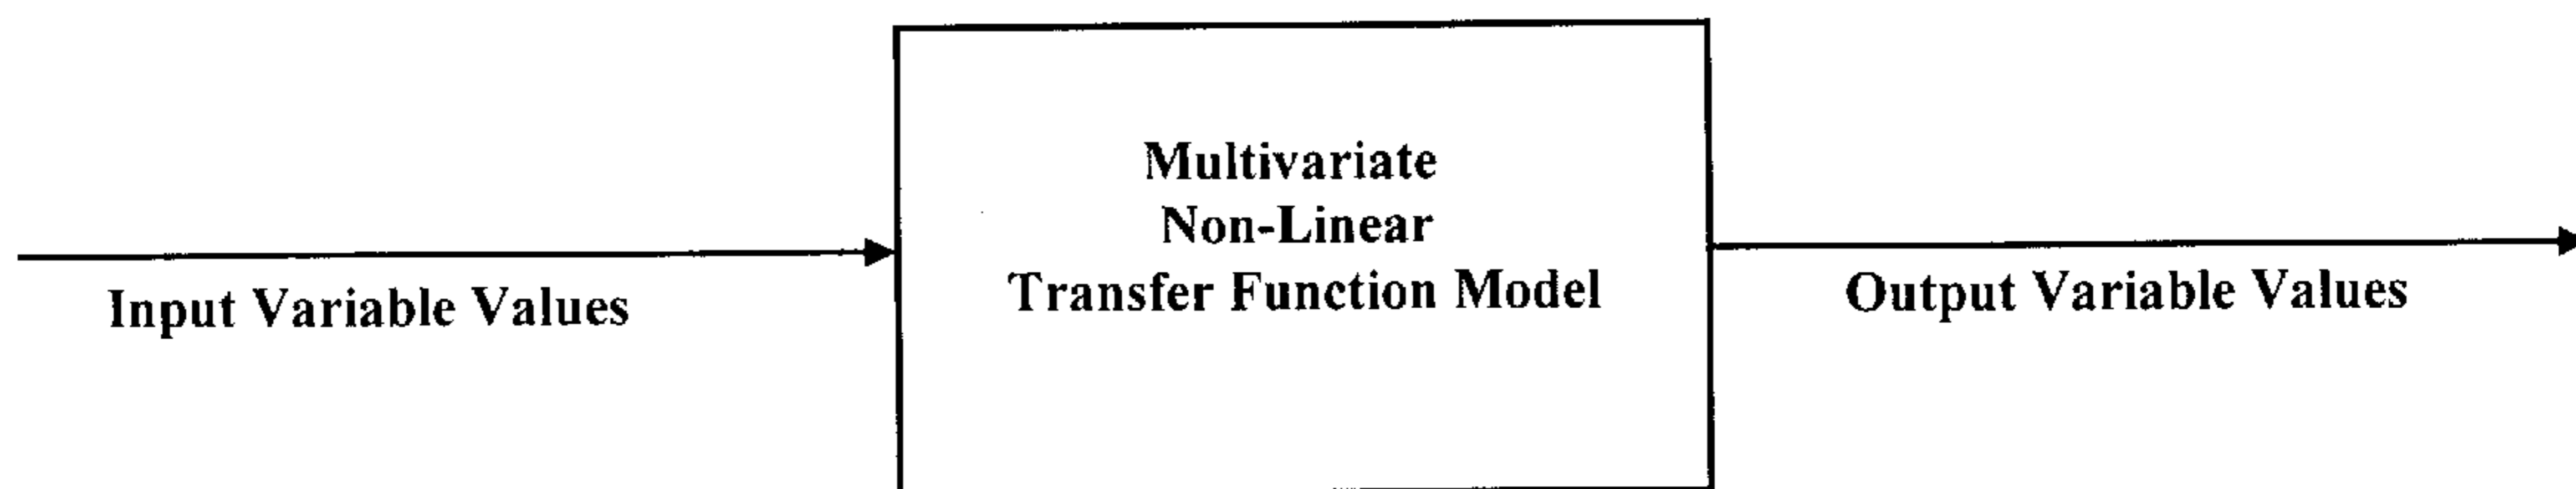 Multivariate
Non-Linear
Transfer Function Model
Input Variable Values
Output Variable Values